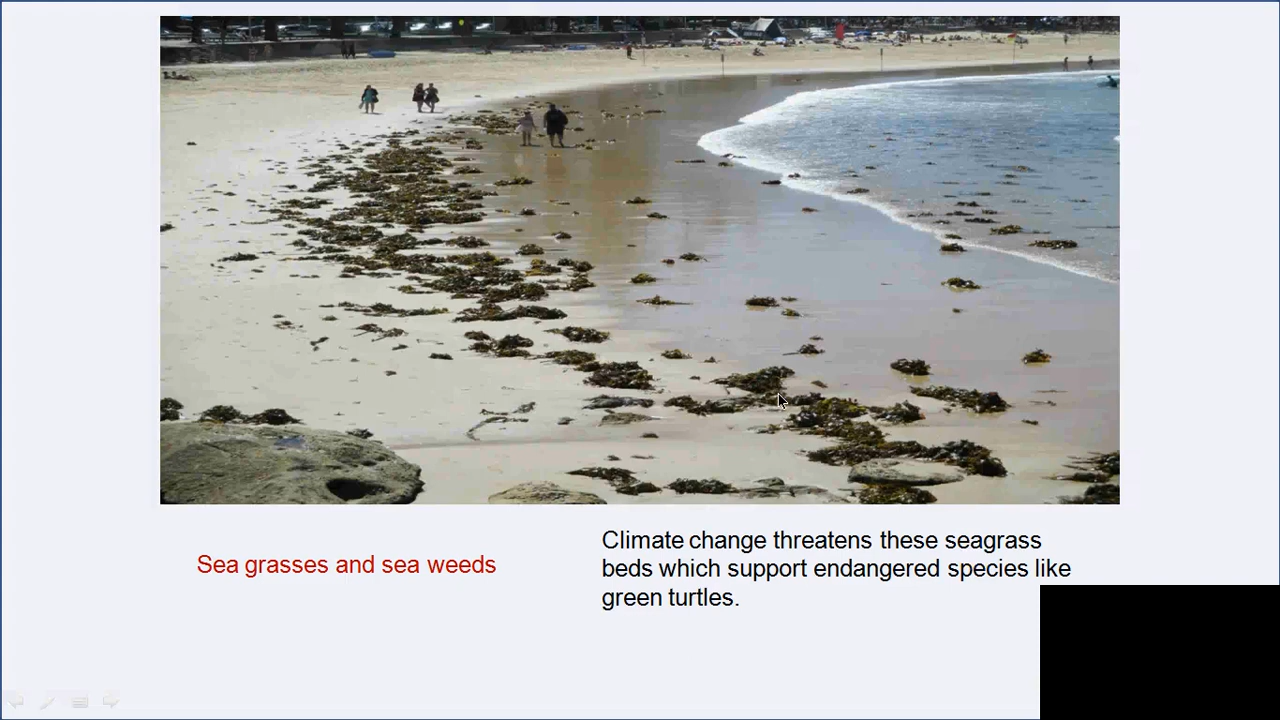 Sea grasses and sea weeds
Climate change threatens these seagrass
beds which support endangered species like
green turtles.